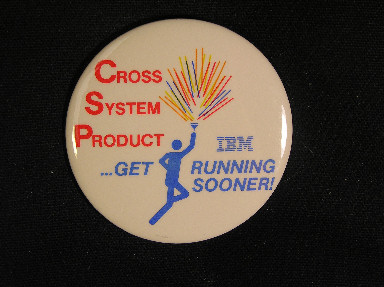 CROSS
SYSTEM
PRODUCT
IBM
...GET RUNNING
SOONER!